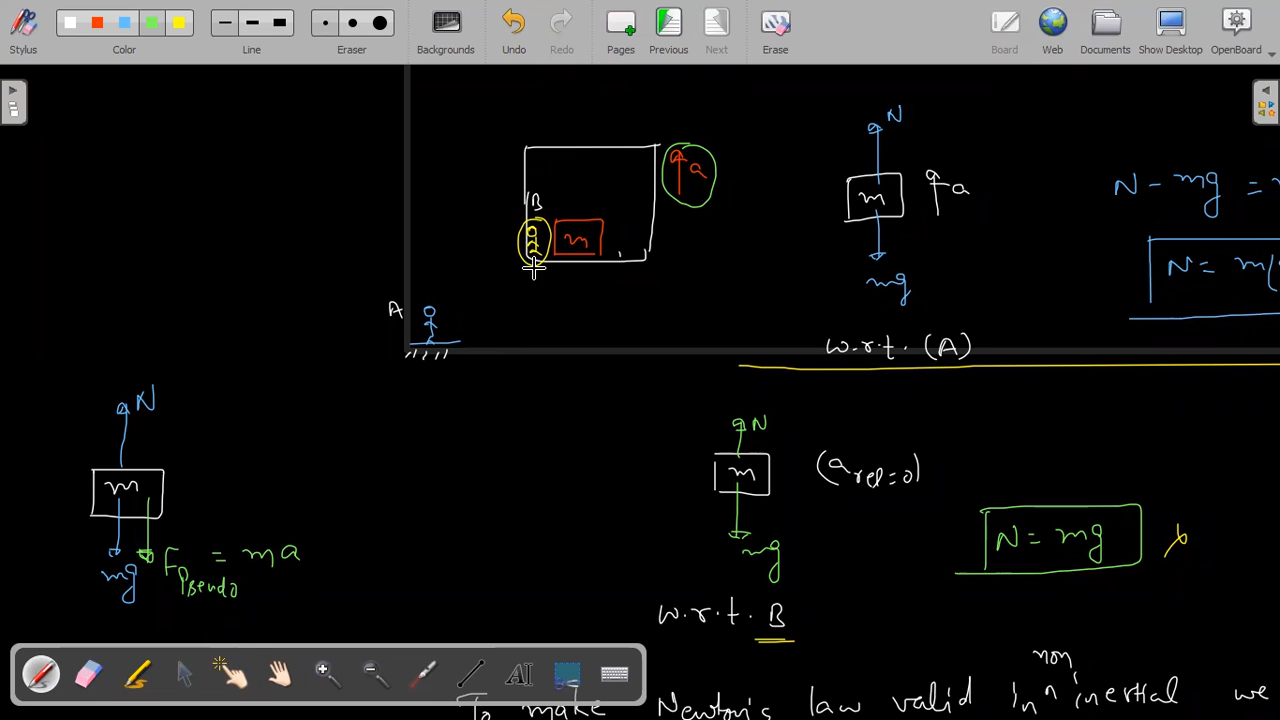 Stylus Color Line Eraser Backgrounds Undo Redo Pages Previous Next Erase Board Web Documents Show Desktop OpenBoard
N
a
m
a
N - mg =
B
m
mg
N = m(
A
w.r.t. (A)
N
m
mg
F Pseudo = ma
N
m
(a rel = 0)
mg
N = mg
w.r.t. B
non
To make Newton's law valid in inertial we
AI